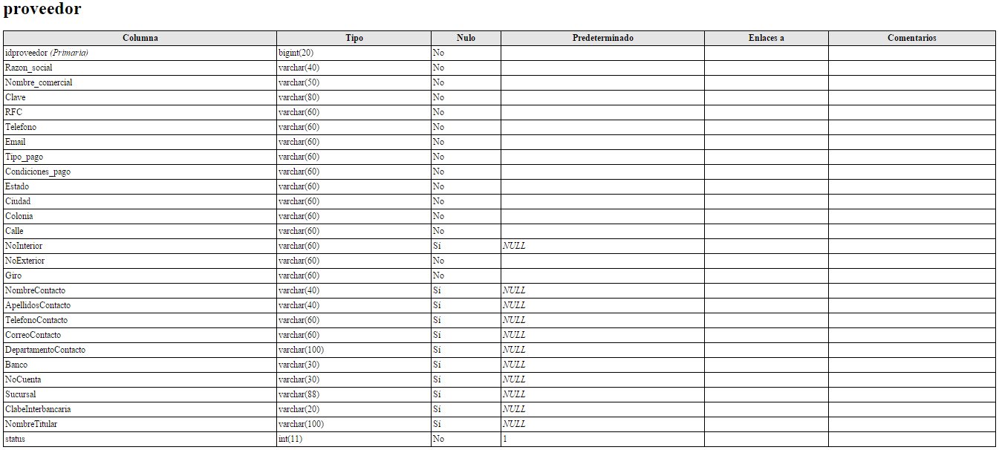 proveedor
Columna Tipo Nulo Predeterminado Enlaces a Comentarios
idproveedor (Primaria) bigint(20) No
Razon_social varchar(40) No
Nombre_comercial varchar(50) No
Clave varchar(80) No
RFC varchar(60) No
Telefono varchar(60) No
Email varchar(60) No
Tipo_pago varchar(60) No
Condiciones_pago varchar(60) No
Estado varchar(60) No
Ciudad varchar(60) No
Colonia varchar(60) No
Calle varchar(60) No
NoInterior varchar(60) Sí NULL
NoExterior varchar(60) No
Giro varchar(60) No
NombreContacto varchar(40) Sí NULL
ApellidosContacto varchar(40) Sí NULL
TelefonoContacto varchar(60) Sí NULL
CorreoContacto varchar(60) Sí NULL
DepartamentoContacto varchar(100) Sí NULL
Banco varchar(30) Sí NULL
NoCuenta varchar(30) Sí NULL
Sucursal varchar(88) Sí NULL
ClabeInterbancaria varchar(20) Sí NULL
NombreTitular varchar(100) Sí NULL
status int(11) No 1